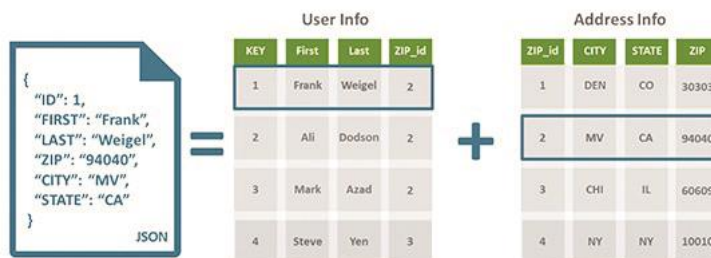 User Info
Address Info
KEY First Last ZIP_id
ZIP_id CITY STATE ZIP
{
"ID": 1,
"FIRST": "Frank",
"LAST": "Weigel",
"ZIP": "94040",
"CITY": "MV",
"STATE": "CA"
}
JSON
=
1 Frank Weigel 2
2 Ali Dodson 2
3 Mark Azad 2
4 Steve Yen 3
+
1 DEN CO 30303
2 MV CA 94040
3 CHI IL 60609
4 NY NY 10010